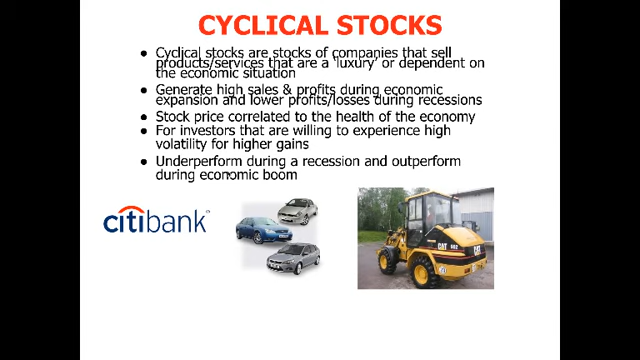 CYCLICAL STOCKS
• Cyclical stocks are stocks of companies that sell
products/services that are a 'luxury' or dependent on
the economic situation
• Generate high sales & profits during economic
expansion and lower profits/losses during recessions
• Stock price correlated to the health of the economy
• For investors that are willing to experience high
volatility for higher gains
• Underperform during a recession and outperform
during economic boom
citibank
CAT
CAT